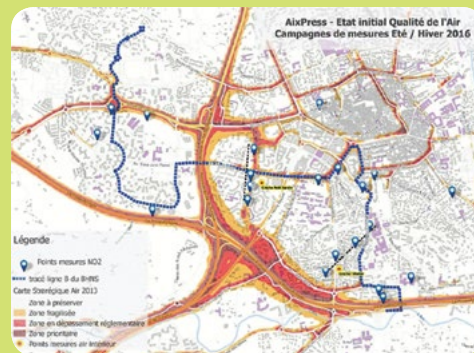 AixPress - Etat initial Qualité de l'Air
Campagnes de mesures Eté / Hiver 2016
Légende
Points mesures NO2
tracé ligne B du BHNS
Carte Stratégique Air 2013
Zone à préserver
Zone fragilisée
Zone en dépassement réglementaire
Zone prioritaire
Points mesures air intérieur